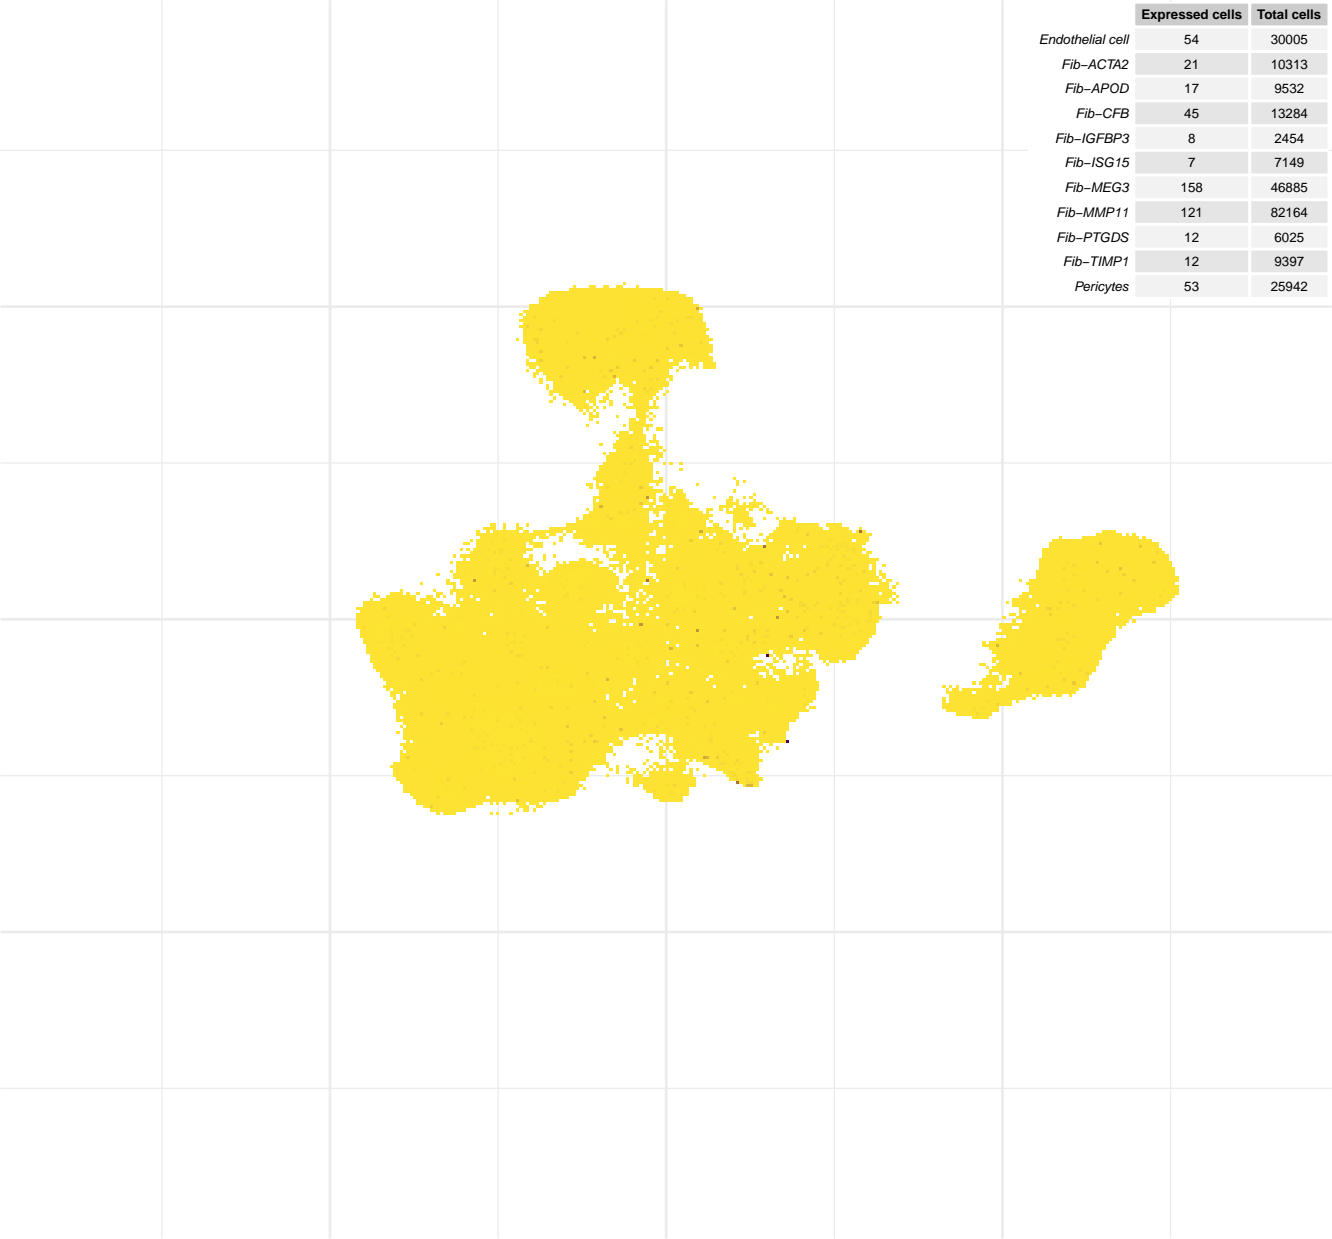 Expressed cells Total cells
Endothelial cell 54 30005
Fib−ACTA2 21 10313
Fib−APOD 17 9532
Fib−CFB 45 13284
Fib−IGFBP3 8 2454
Fib−ISG15 7 7149
Fib−MEG3 158 46885
Fib−MMP11 121 82164
Fib−PTGDS 12 6025
Fib−TIMP1 12 9397
Pericytes 53 25942